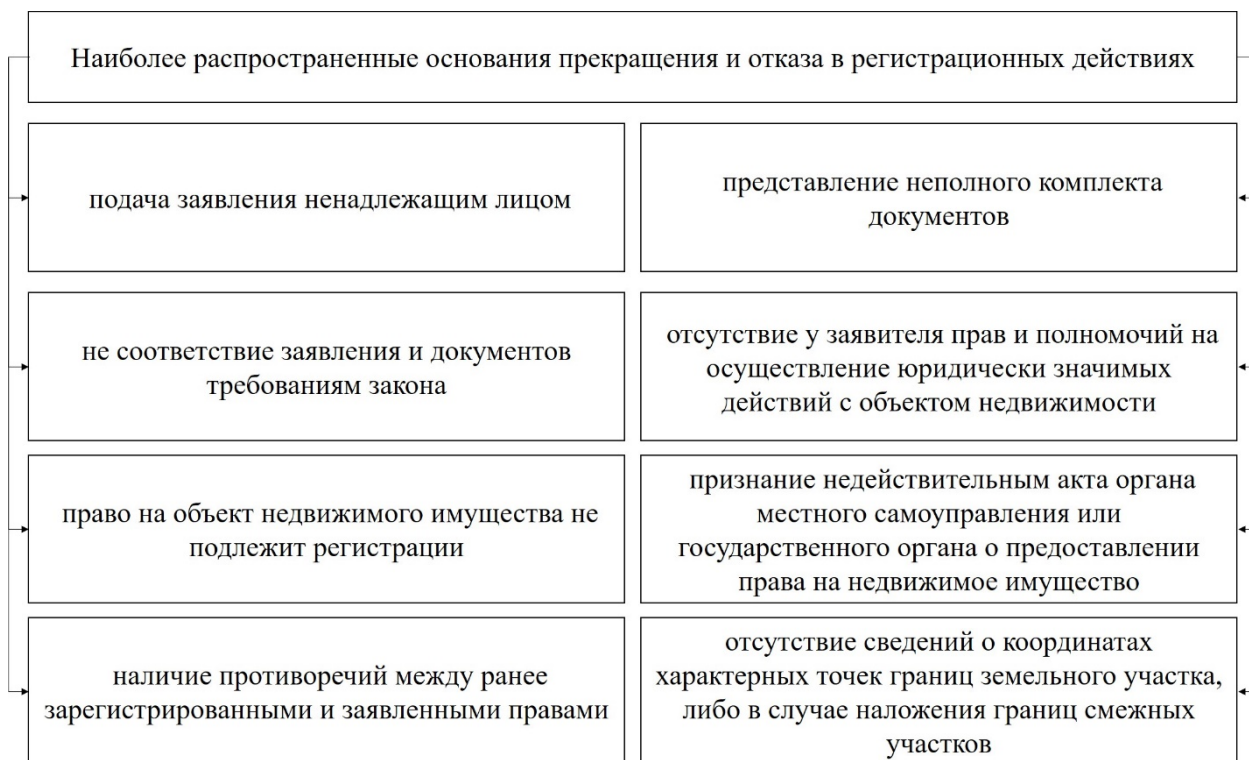 Наиболее распространенные основания прекращения и отказа в регистрационных действиях
подача заявления ненадлежащим лицом
представление неполного комплекта
документов
не соответствие заявления и документов
требованиям закона
отсутствие у заявителя прав и полномочий на
осуществление юридически значимых
действий с объектом недвижимости
право на объект недвижимого имущества не
подлежит регистрации
признание недействительным акта органа
местного самоуправления или
государственного органа о предоставлении
права на недвижимое имущество
наличие противоречий между ранее
зарегистрированными и заявленными правами
отсутствие сведений о координатах
характерных точек границ земельного участка,
либо в случае наложения границ смежных
участков